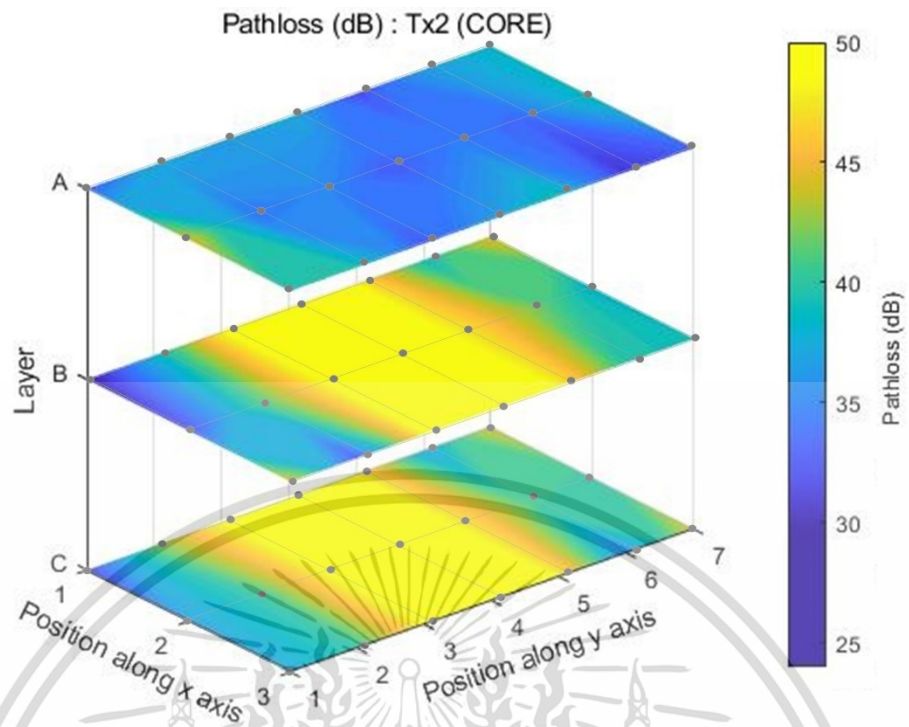 Pathloss (dB) : Tx2 (CORE)
50
45
40
35
30
25
Pathloss (dB)
A
B
C
Layer
1
2
3
Position along x axis
1
2
3
4
5
6
7
Position along y axis